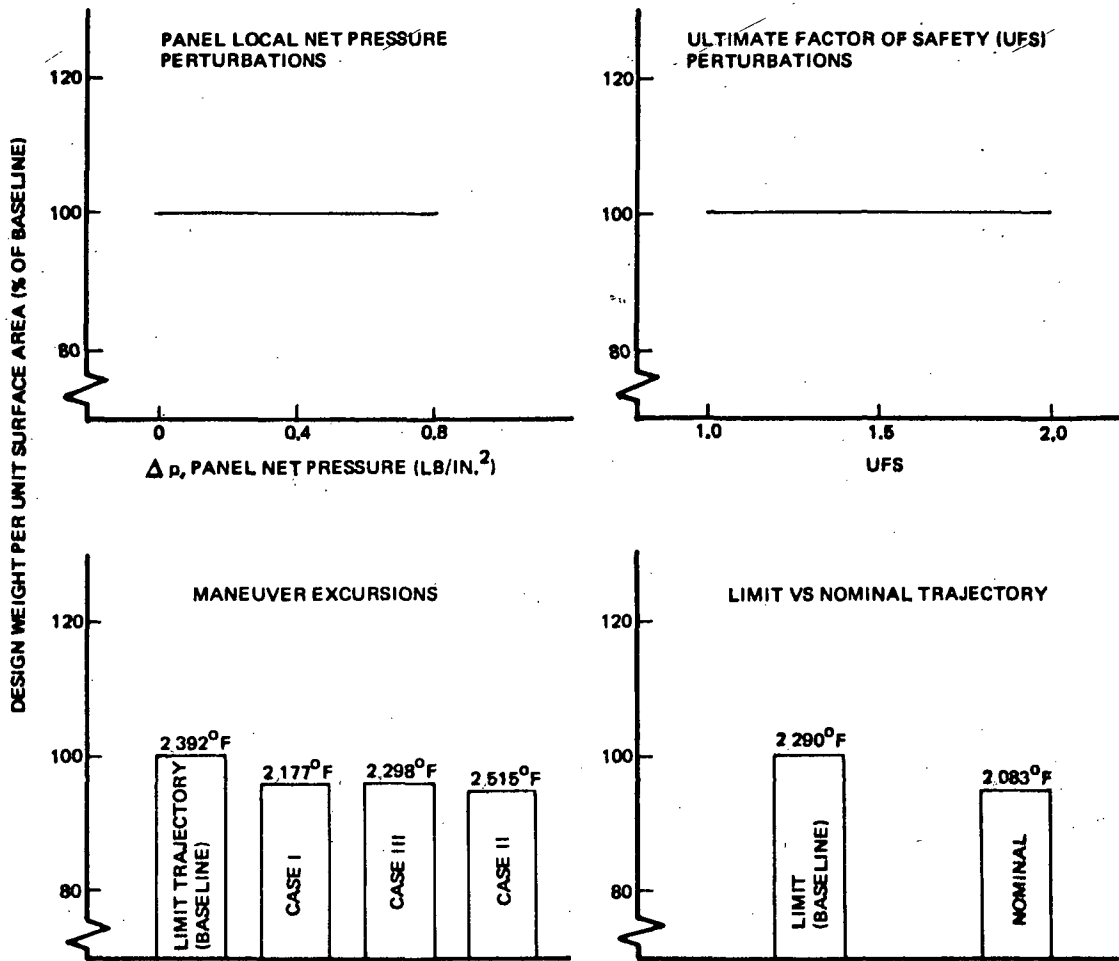 DESIGN WEIGHT PER UNIT SURFACE AREA (% OF BASELINE)
PANEL LOCAL NET PRESSURE
PERTURBATIONS
120
100
80
0
0.4
0.8
Δ p, PANEL NET PRESSURE (LB/IN.²)
ULTIMATE FACTOR OF SAFETY (UFS)
PERTURBATIONS
120
100
80
1.0
1.5
2.0
UFS
MANEUVER EXCURSIONS
120
100
80
2,392°F
LIMIT TRAJECTORY
(BASELINE)
2,177°F
CASE I
2,298°F
CASE III
2,515°F
CASE II
LIMIT VS NOMINAL TRAJECTORY
120
100
80
2,290°F
LIMIT
(BASELINE)
2,083°F
NOMINAL